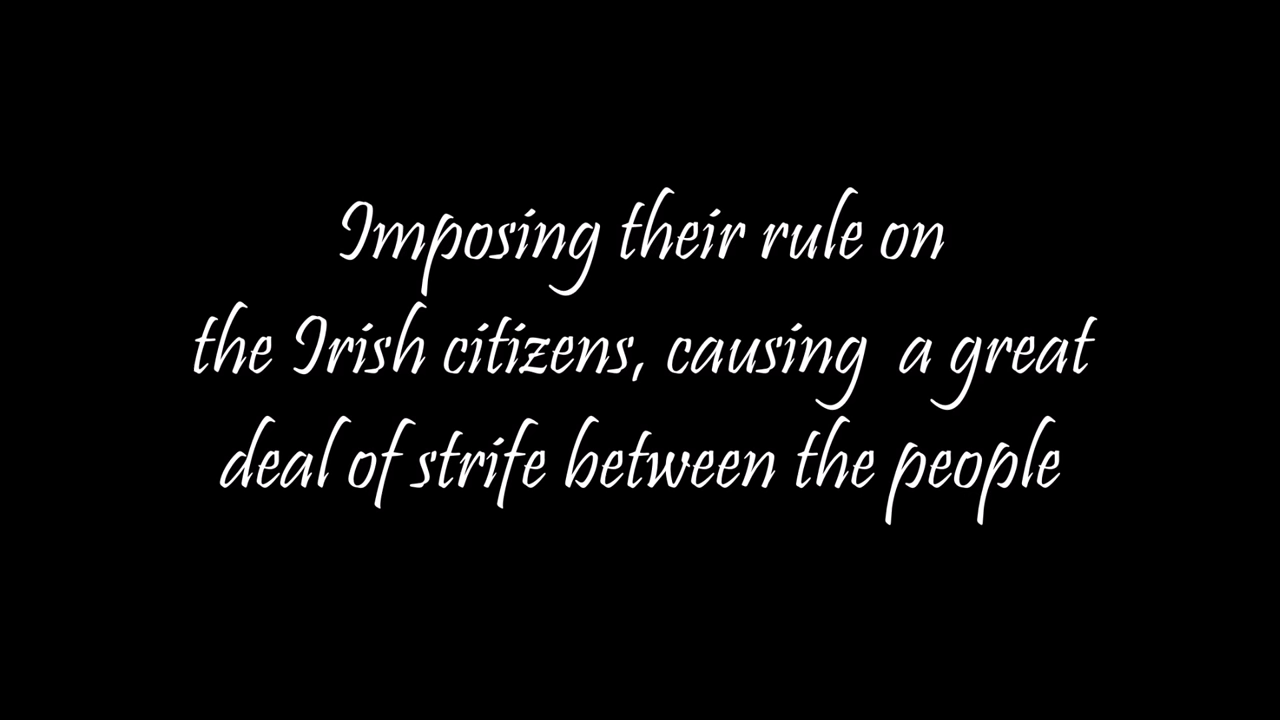 Imposing their rule on
the Irish citizens, causing  a great
deal of strife between the people